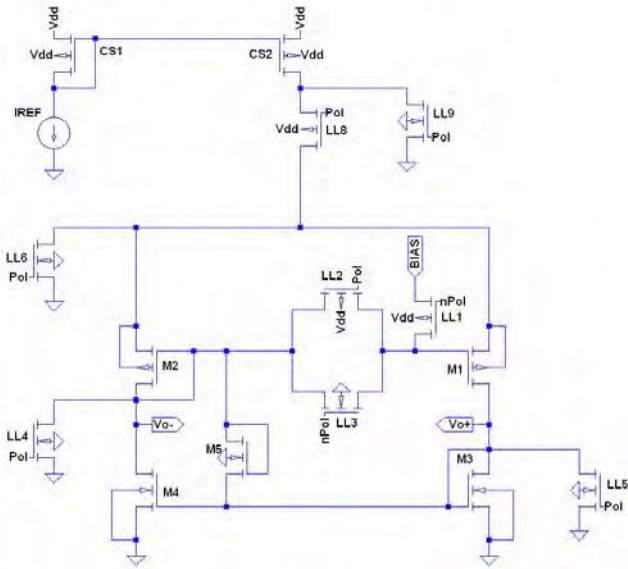 Vdd
Vdd
Vdd
CS1
CS2
Vdd
IREF
Pol
Vdd
LL8
LL9
Pol
LL6
Pol
BIAS
LL2
Pol
Vdd
nPol
Vdd
LL1
M2
M1
nPol
LL3
LL4
Pol
Vo-
M5
Vo+
M4
M3
LL5
Pol